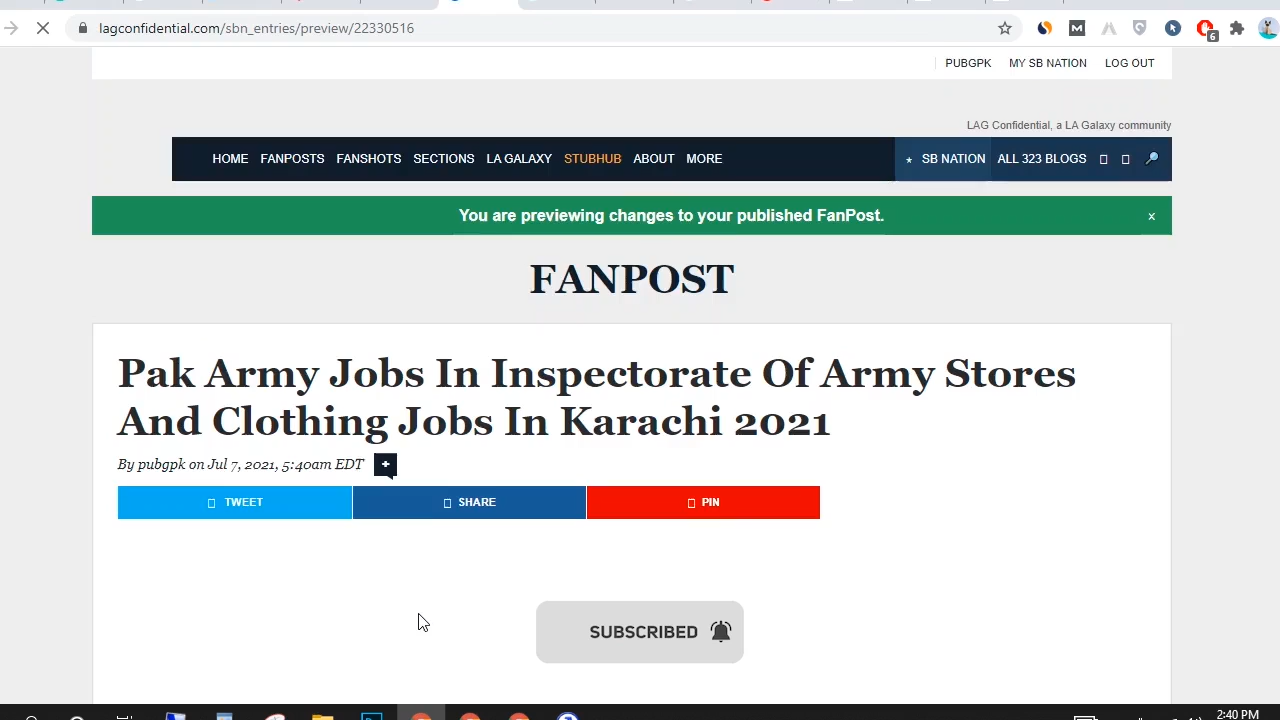 lagconfidential.com/sbn_entries/preview/22330516
6
PUBGPK MY SB NATION LOG OUT
LAG Confidential, a LA Galaxy community
HOME FANPOSTS FANSHOTS SECTIONS LA GALAXY STUBHUB ABOUT MORE SB NATION ALL 323 BLOGS
You are previewing changes to your published FanPost. x
FANPOST
Pak Army Jobs In Inspectorate Of Army Stores
And Clothing Jobs In Karachi 2021
By pubgpk on Jul 7, 2021, 5:40am EDT +
TWEET SHARE PIN
SUBSCRIBED
2:40 PM